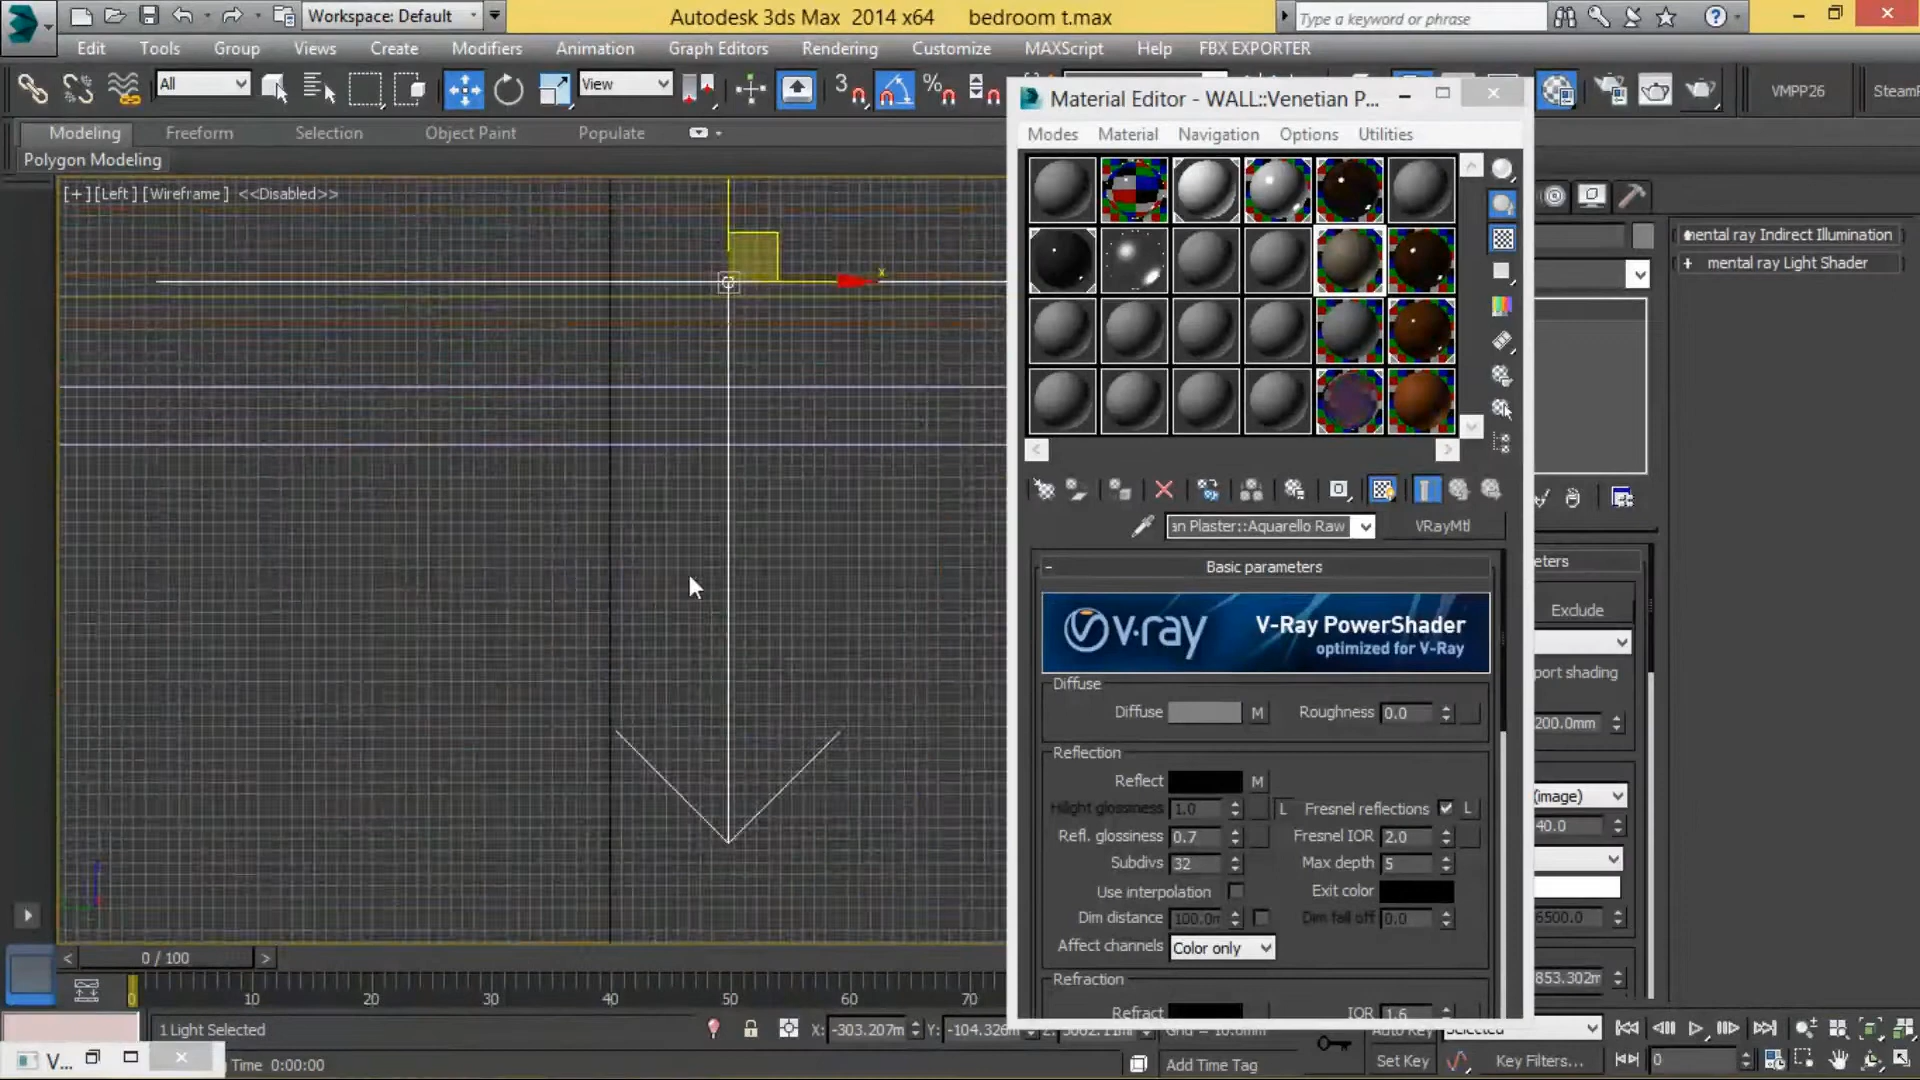 Workspace: Default
Autodesk 3ds Max 2014 x64 bedroom t.max
Type a keyword or phrase
Edit Tools Group Views Create Modifiers Animation Graph Editors Rendering Customize MAXScript Help FBX EXPORTER
All
View
3
VMPP26
SteamF
Material Editor - WALL::Venetian P...
Modeling Freeform Selection Object Paint Populate
Modes Material Navigation Options Utilities
Polygon Modeling
[+] [Left] [Wireframe] <<Disabled>>
mental ray Indirect Illumination
+ mental ray Light Shader
x
an Plaster::Aquarello Raw
VRayMtl
- Basic parameters
eters
v·ray
V-Ray PowerShader
optimized for V-Ray
Exclude
port shading
Diffuse
Diffuse M Roughness 0.0
200.0mm
Reflection
Reflect M
Hilight glossiness 1.0 L Fresnel reflections L
(image)
Refl. glossiness 0.7 Fresnel IOR 2.0
40.0
Subdivs 32 Max depth 5
Use interpolation Exit color
Dim distance 100.0m Dim fall off 0.0
6500.0
Affect channels Color only
Refraction
853.302m
Refract IOR 1.6
< 0 / 100 >
0 10 20 30 40 50 60 70
1 Light Selected
X: -303.207m Y: -104.326m
Auto Key Selected
V...
Time 0:00:00
Add Time Tag
Set Key
Key Filters...
0